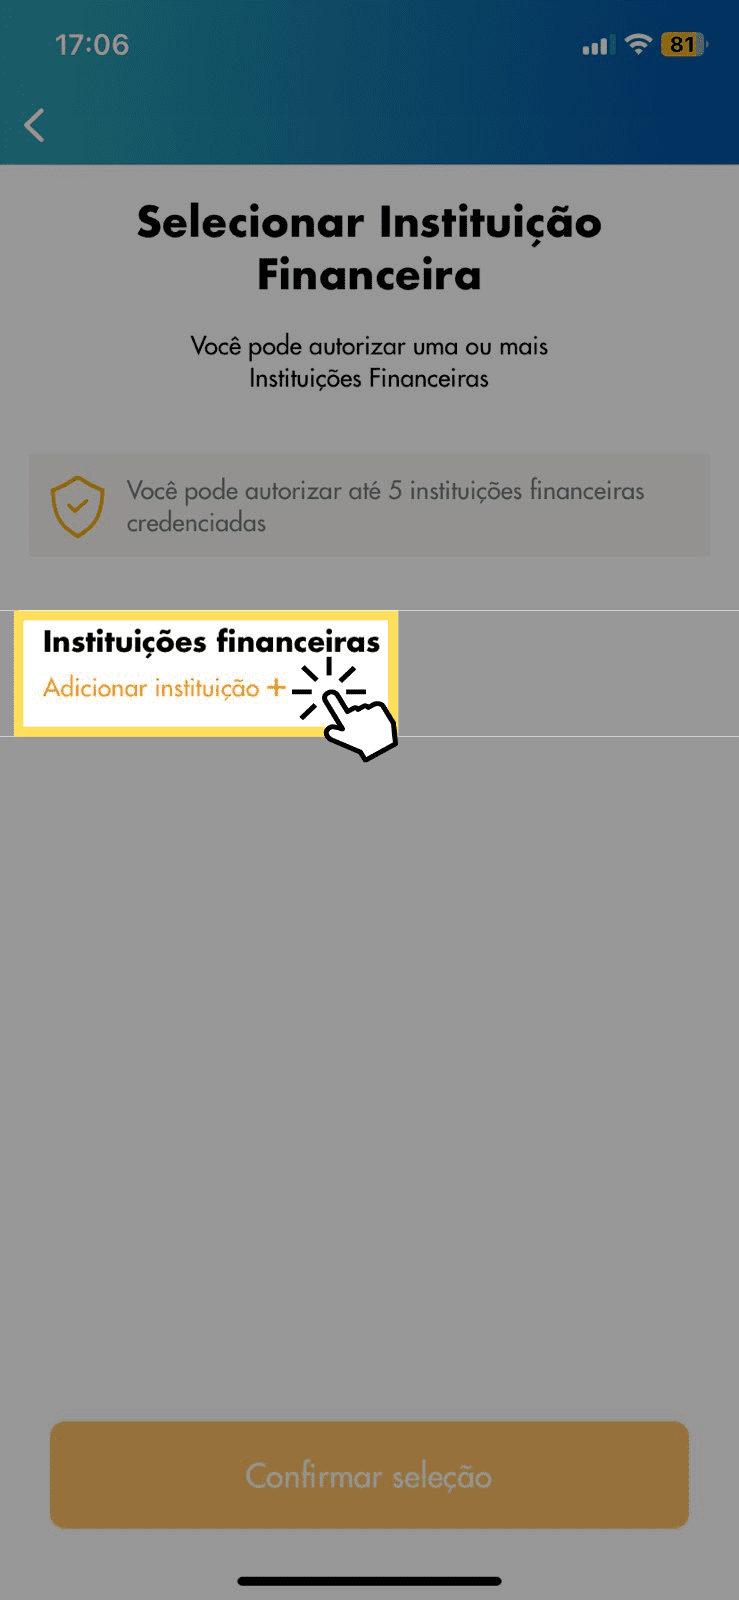 17:06
81
Selecionar Instituição
Financeira
Você pode autorizar uma ou mais
Instituições Financeiras
Você pode autorizar até 5 instituições financeiras
credenciadas
Instituições financeiras
Adicionar instituição +
Confirmar seleção